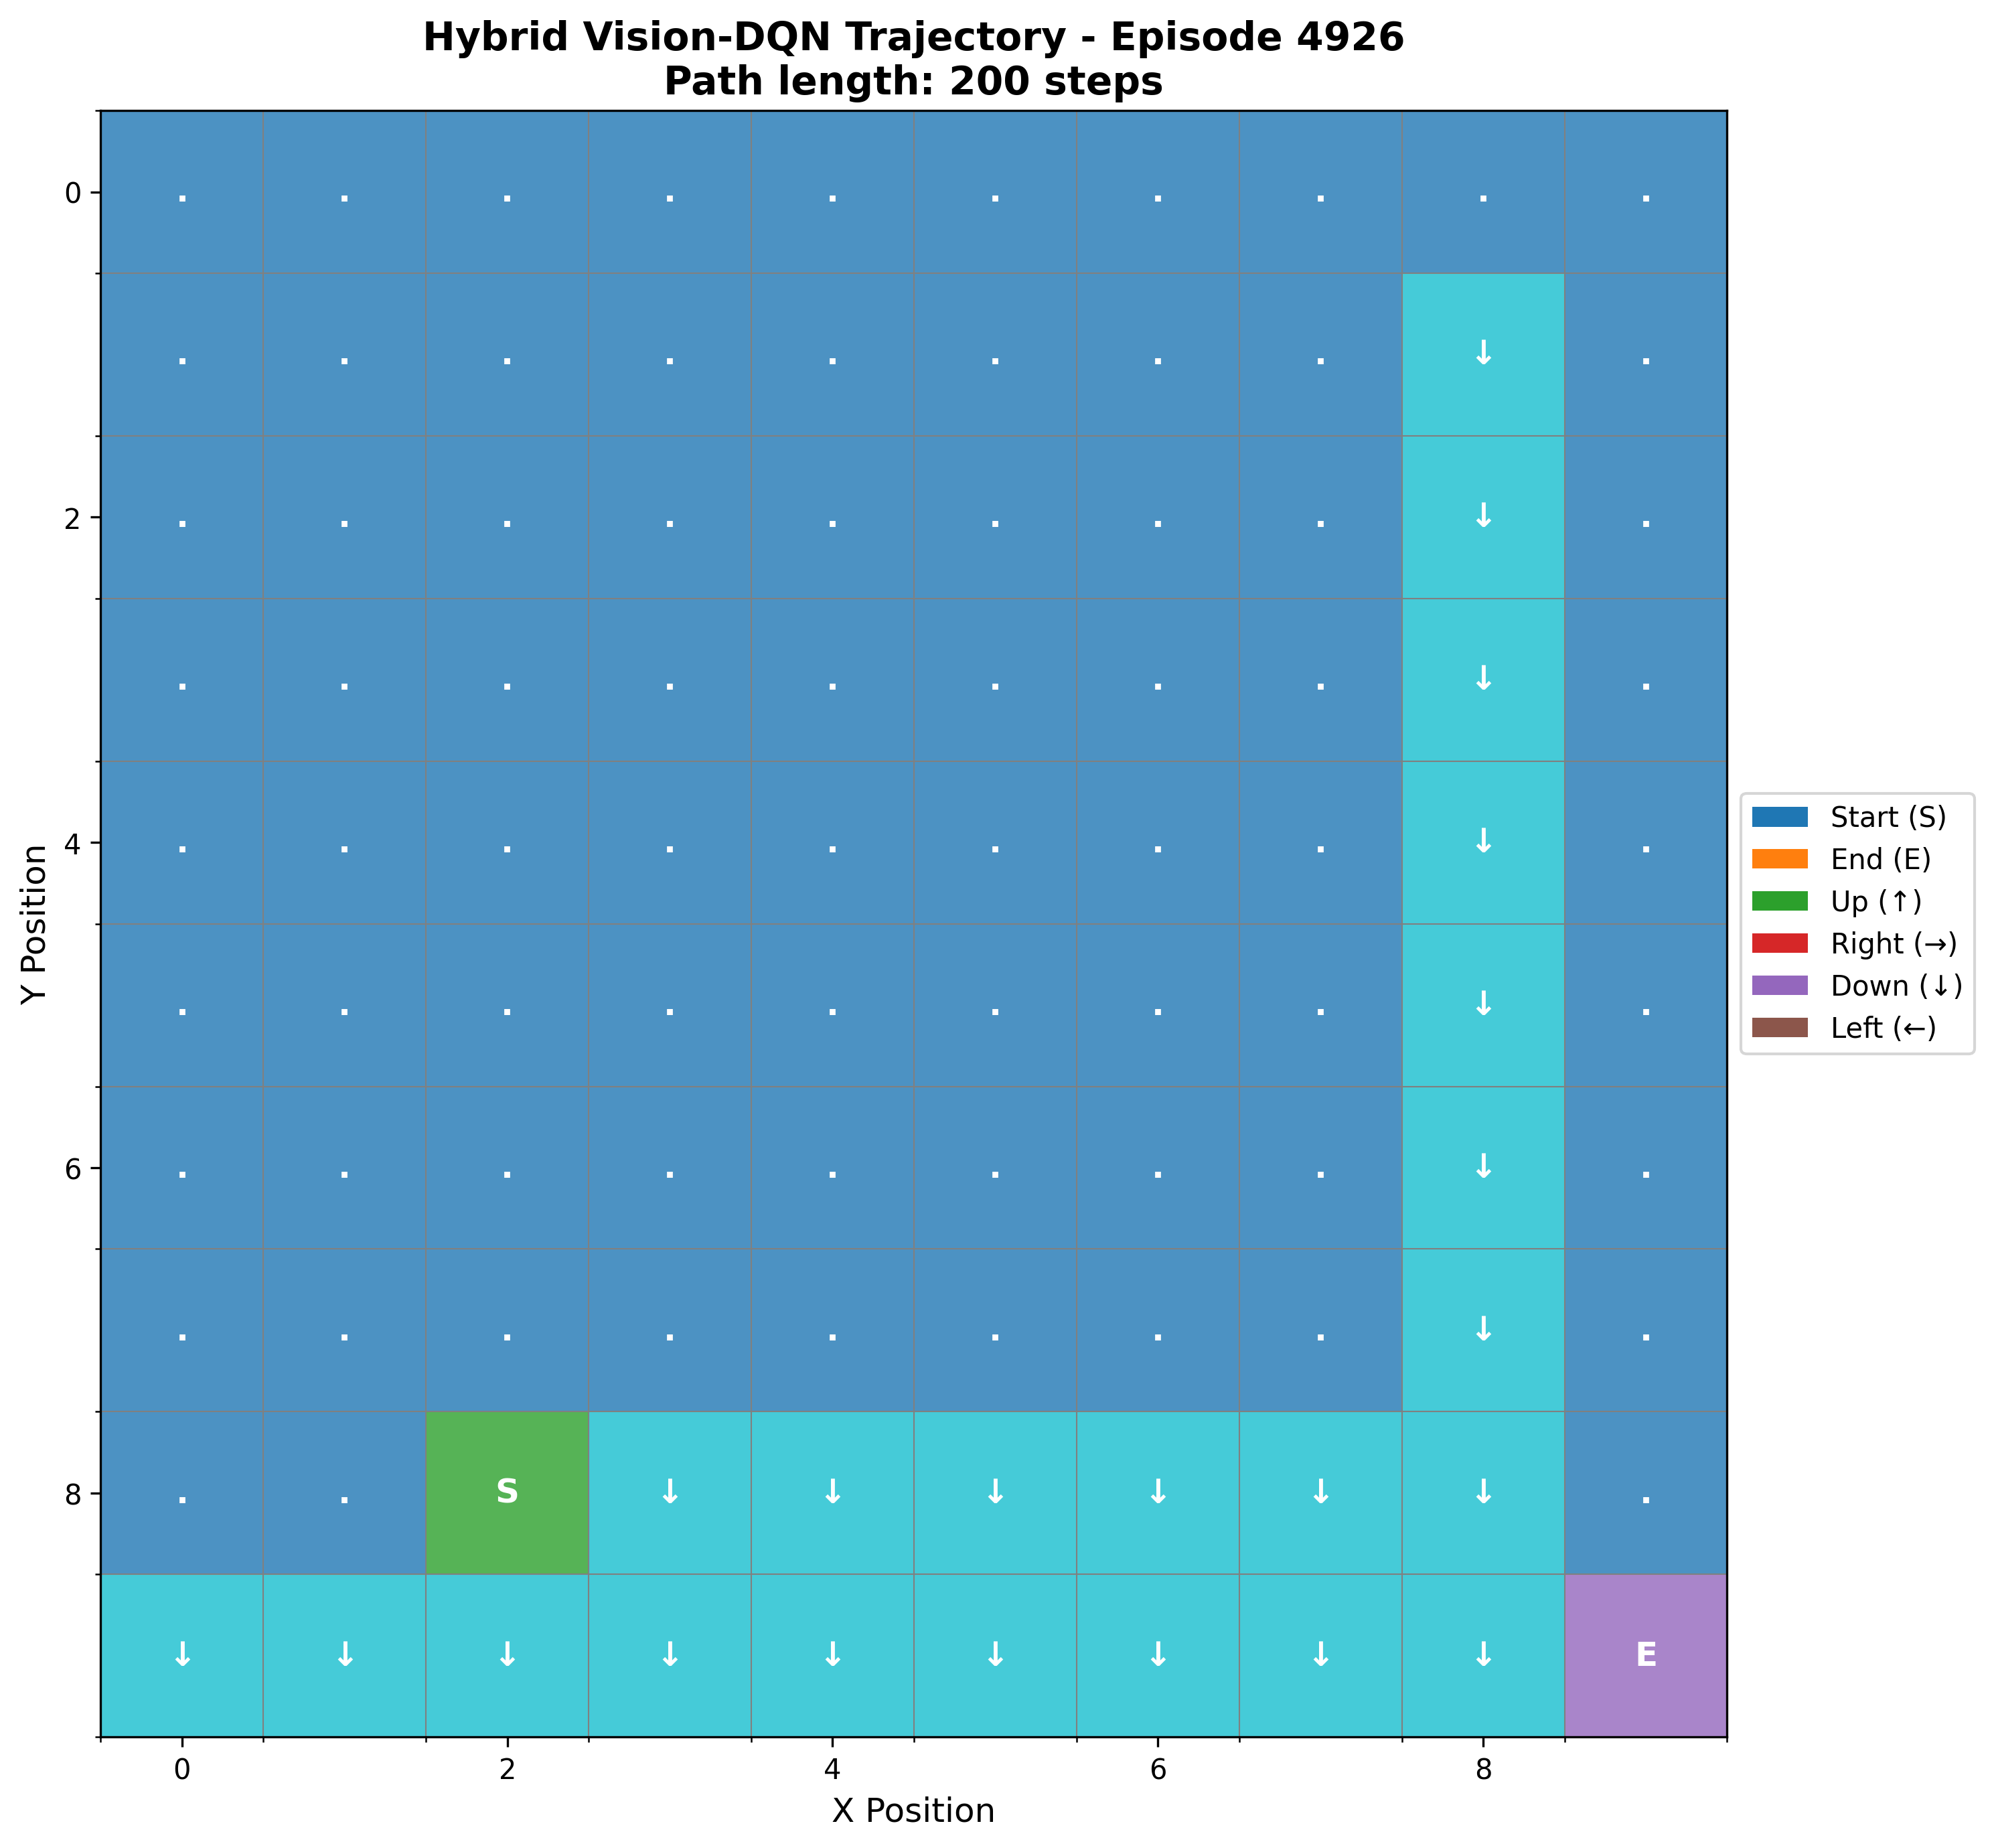 Hybrid Vision-DQN Trajectory - Episode 4926
Path length: 200 steps
0 . . . . . . . . . .
. . . . . . . . ↓ .
2 . . . . . . . . ↓ .
. . . . . . . . ↓ .
4 . . . . . . . . ↓ .
. . . . . . . . ↓ .
6 . . . . . . . . ↓ .
. . . . . . . . ↓ .
8 . . S ↓ ↓ ↓ ↓ ↓ ↓ .
↓ ↓ ↓ ↓ ↓ ↓ ↓ ↓ ↓ E
0 2 4 6 8
X Position
Y Position
Start (S)
End (E)
Up (↑)
Right (→)
Down (↓)
Left (←)